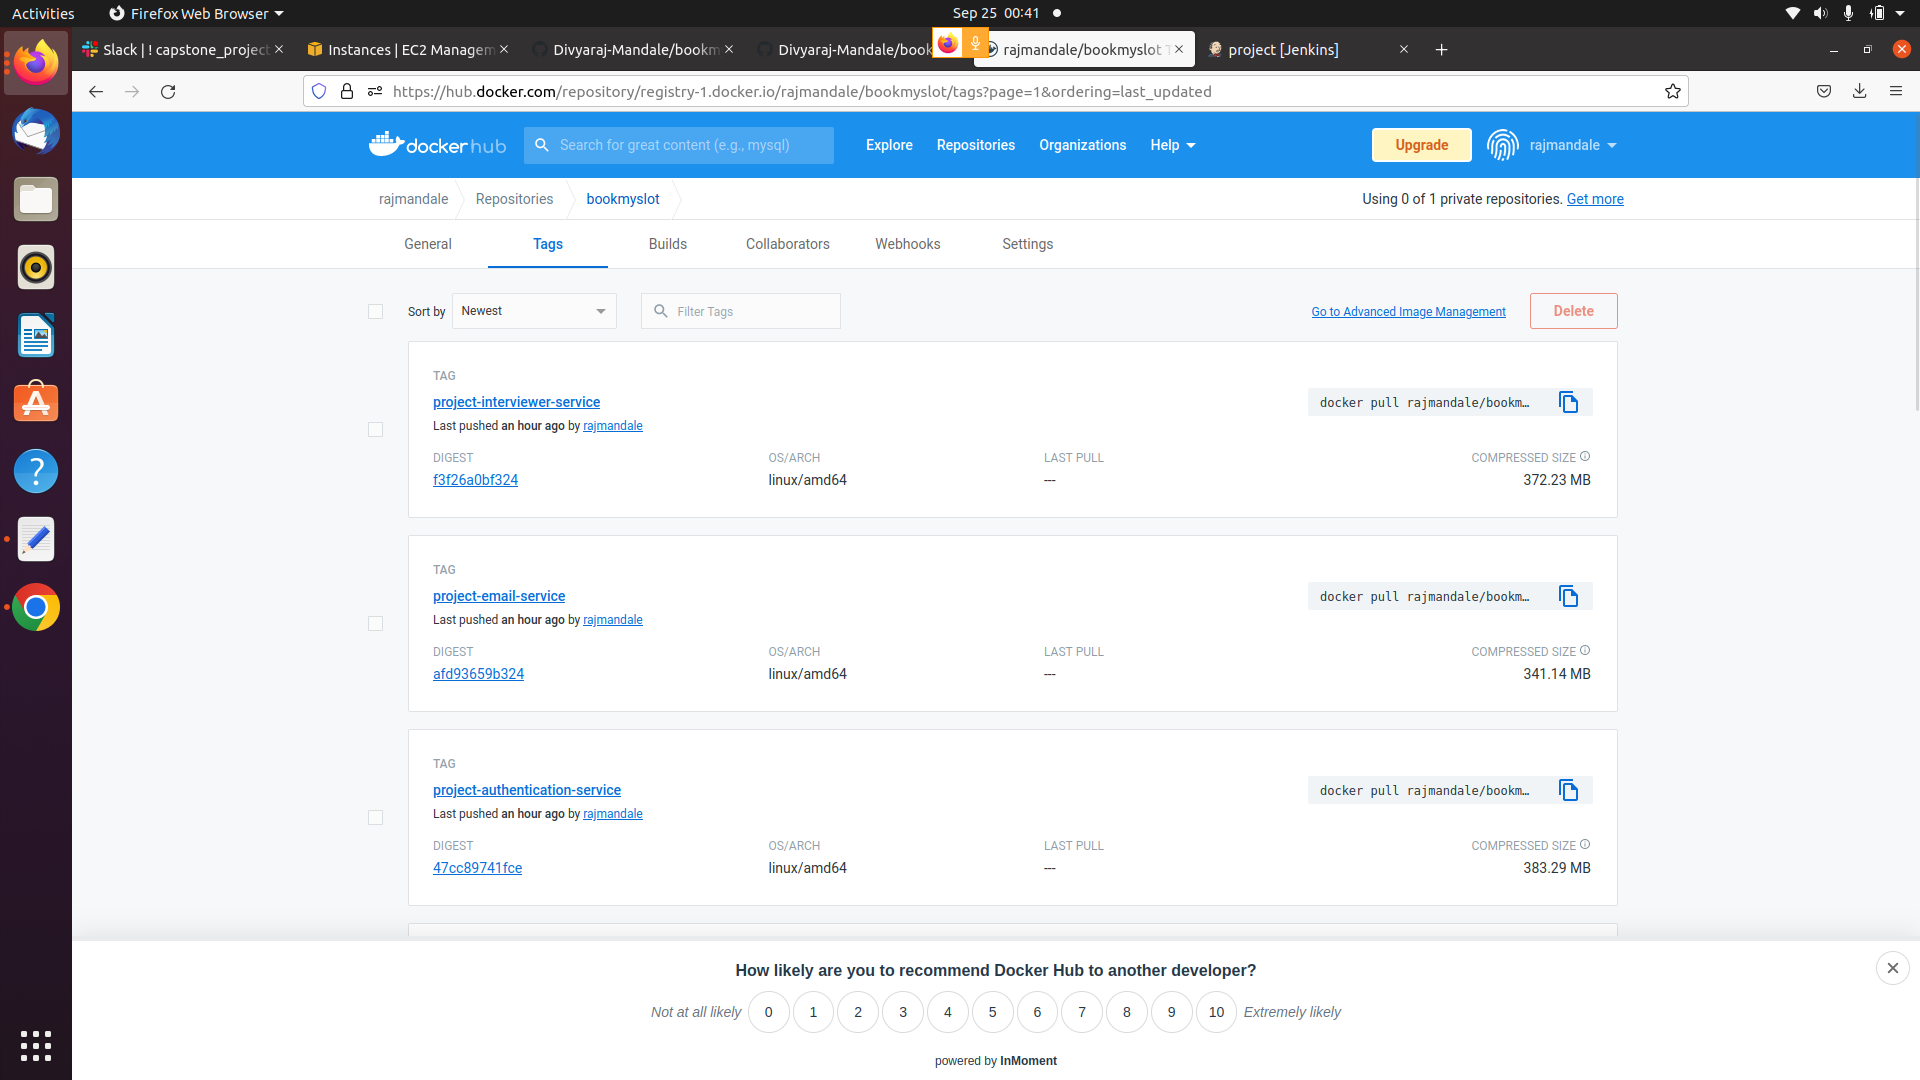 Activities
Firefox Web Browser
Sep 25 00:41
Slack | ! capstone_project
Instances | EC2 Managem
Divyaraj-Mandale/bookm
Divyaraj-Mandale/book
rajmandale/bookmyslot T
project [Jenkins]
https://hub.docker.com/repository/registry-1.docker.io/rajmandale/bookmyslot/tags?page=1&ordering=last_updated
docker hub
Search for great content (e.g., mysql)
Explore
Repositories
Organizations
Help
Upgrade
rajmandale
rajmandale
Repositories
bookmyslot
Using 0 of 1 private repositories. Get more
General
Tags
Builds
Collaborators
Webhooks
Settings
Sort by
Newest
Filter Tags
Go to Advanced Image Management
Delete
TAG
project-interviewer-service
docker pull rajmandale/bookm…
Last pushed an hour ago by rajmandale
DIGEST
OS/ARCH
LAST PULL
COMPRESSED SIZE
f3f26a0bf324
linux/amd64
---
372.23 MB
TAG
project-email-service
docker pull rajmandale/bookm…
Last pushed an hour ago by rajmandale
DIGEST
OS/ARCH
LAST PULL
COMPRESSED SIZE
afd93659b324
linux/amd64
---
341.14 MB
TAG
project-authentication-service
docker pull rajmandale/bookm…
Last pushed an hour ago by rajmandale
DIGEST
OS/ARCH
LAST PULL
COMPRESSED SIZE
47cc89741fce
linux/amd64
---
383.29 MB
How likely are you to recommend Docker Hub to another developer?
Not at all likely
0
1
2
3
4
5
6
7
8
9
10
Extremely likely
powered by InMoment